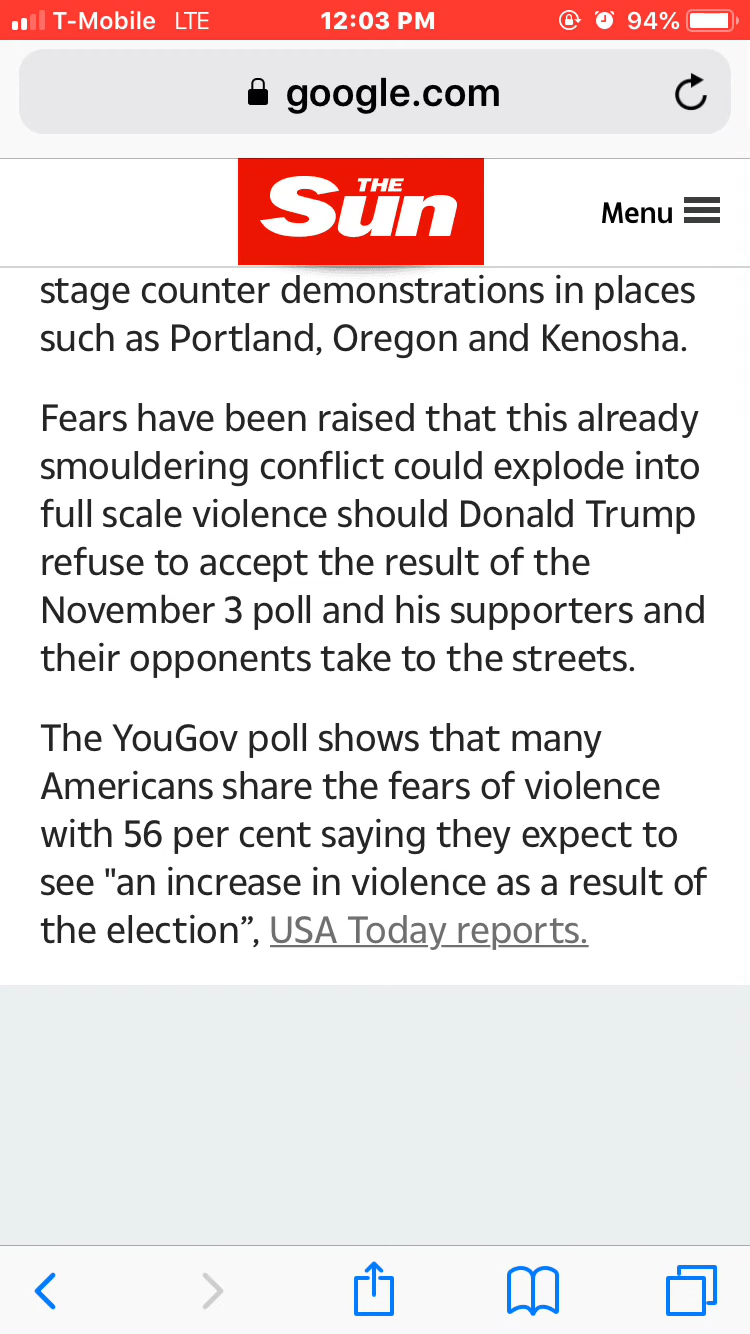 T-Mobile LTE 12:03 PM 94%
google.com
THE
Sun
Menu
stage counter demonstrations in places
such as Portland, Oregon and Kenosha.
Fears have been raised that this already
smouldering conflict could explode into
full scale violence should Donald Trump
refuse to accept the result of the
November 3 poll and his supporters and
their opponents take to the streets.
The YouGov poll shows that many
Americans share the fears of violence
with 56 per cent saying they expect to
see "an increase in violence as a result of
the election”, USA Today reports.